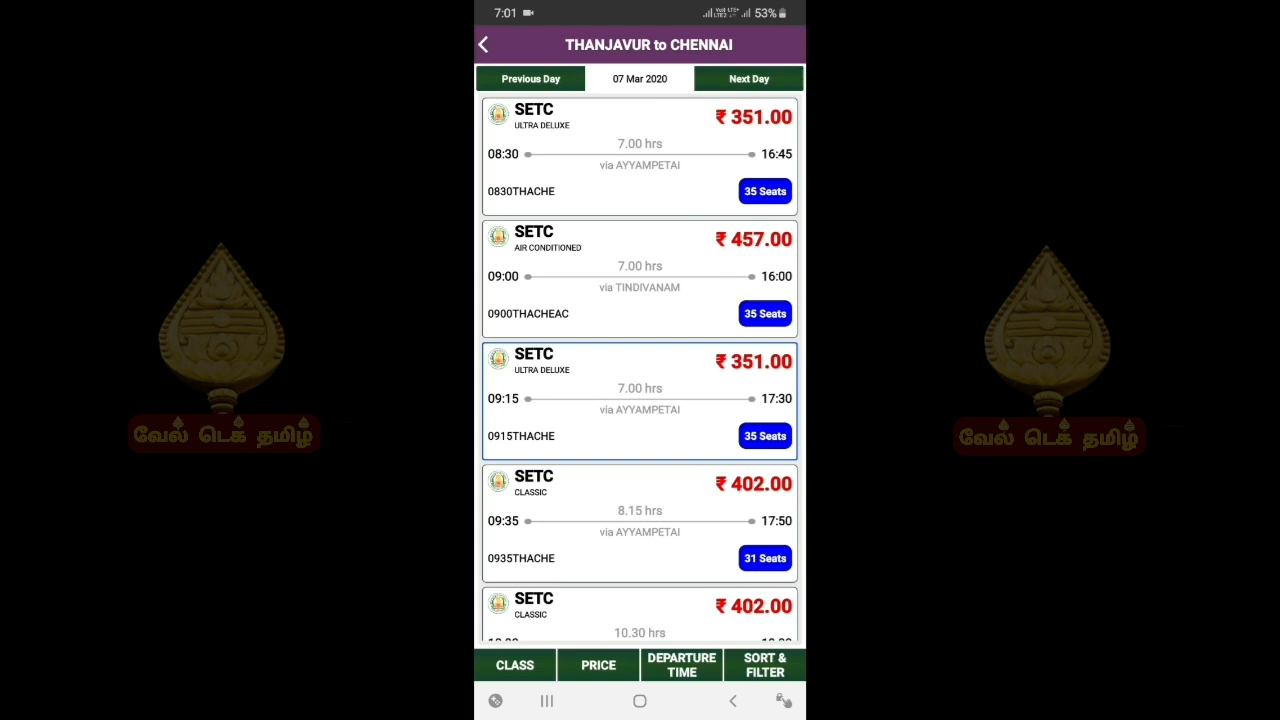 7:01
Vo)) LTE+
LTE2
53%
THANJAVUR to CHENNAI
Previous Day
07 Mar 2020
Next Day
SETC
₹ 351.00
ULTRA DELUXE
7.00 hrs
08:30
16:45
via AYYAMPETAI
0830THACHE
35 Seats
SETC
₹ 457.00
AIR CONDITIONED
7.00 hrs
09:00
16:00
via TINDIVANAM
0900THACHEAC
35 Seats
SETC
₹ 351.00
ULTRA DELUXE
7.00 hrs
09:15
17:30
via AYYAMPETAI
0915THACHE
35 Seats
SETC
₹ 402.00
CLASSIC
8.15 hrs
09:35
17:50
via AYYAMPETAI
0935THACHE
31 Seats
SETC
₹ 402.00
CLASSIC
10.30 hrs
CLASS
PRICE
DEPARTURE TIME
SORT & FILTER
வேல் டெக் தமிழ்
வேல் டெக் தமிழ்